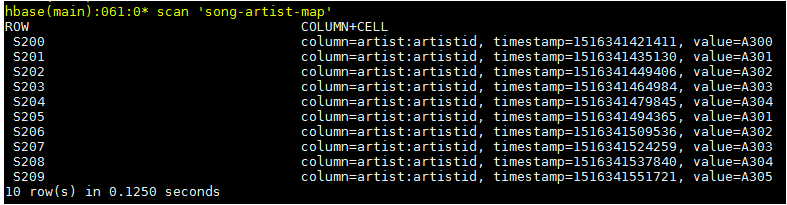 hbase(main):061:0* scan 'song-artist-map'
ROW COLUMN+CELL
S200 column=artist:artistid, timestamp=1516341421411, value=A300
S201 column=artist:artistid, timestamp=1516341435130, value=A301
S202 column=artist:artistid, timestamp=1516341449406, value=A302
S203 column=artist:artistid, timestamp=1516341464984, value=A303
S204 column=artist:artistid, timestamp=1516341479845, value=A304
S205 column=artist:artistid, timestamp=1516341494365, value=A301
S206 column=artist:artistid, timestamp=1516341509536, value=A302
S207 column=artist:artistid, timestamp=1516341524259, value=A303
S208 column=artist:artistid, timestamp=1516341537840, value=A304
S209 column=artist:artistid, timestamp=1516341551721, value=A305
10 row(s) in 0.1250 seconds